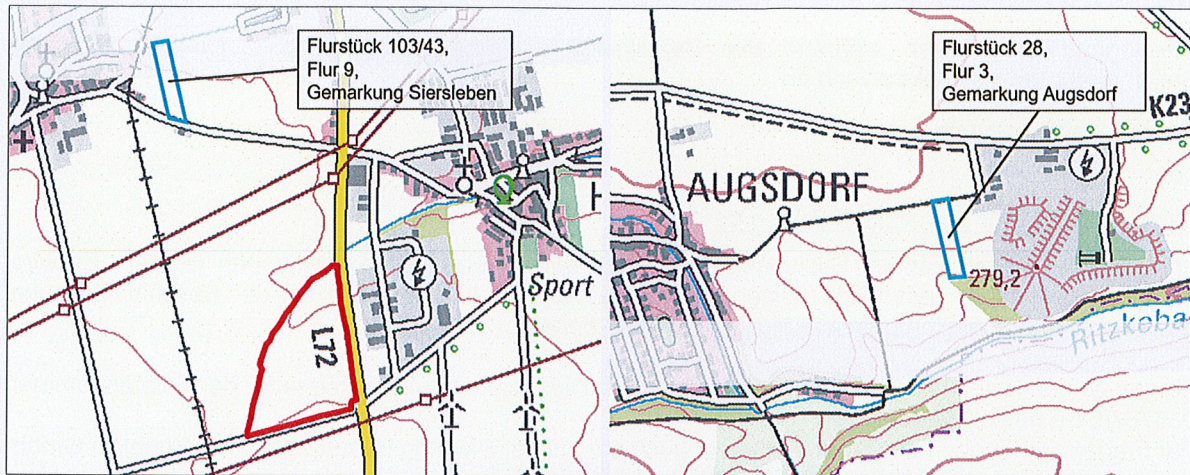 Flurstück 103/43,
Flur 9,
Gemarkung Siersleben
L72
Sport
Flurstück 28,
Flur 3,
Gemarkung Augsdorf
K23
AUGSDORF
279,2
Ritzkeba
H